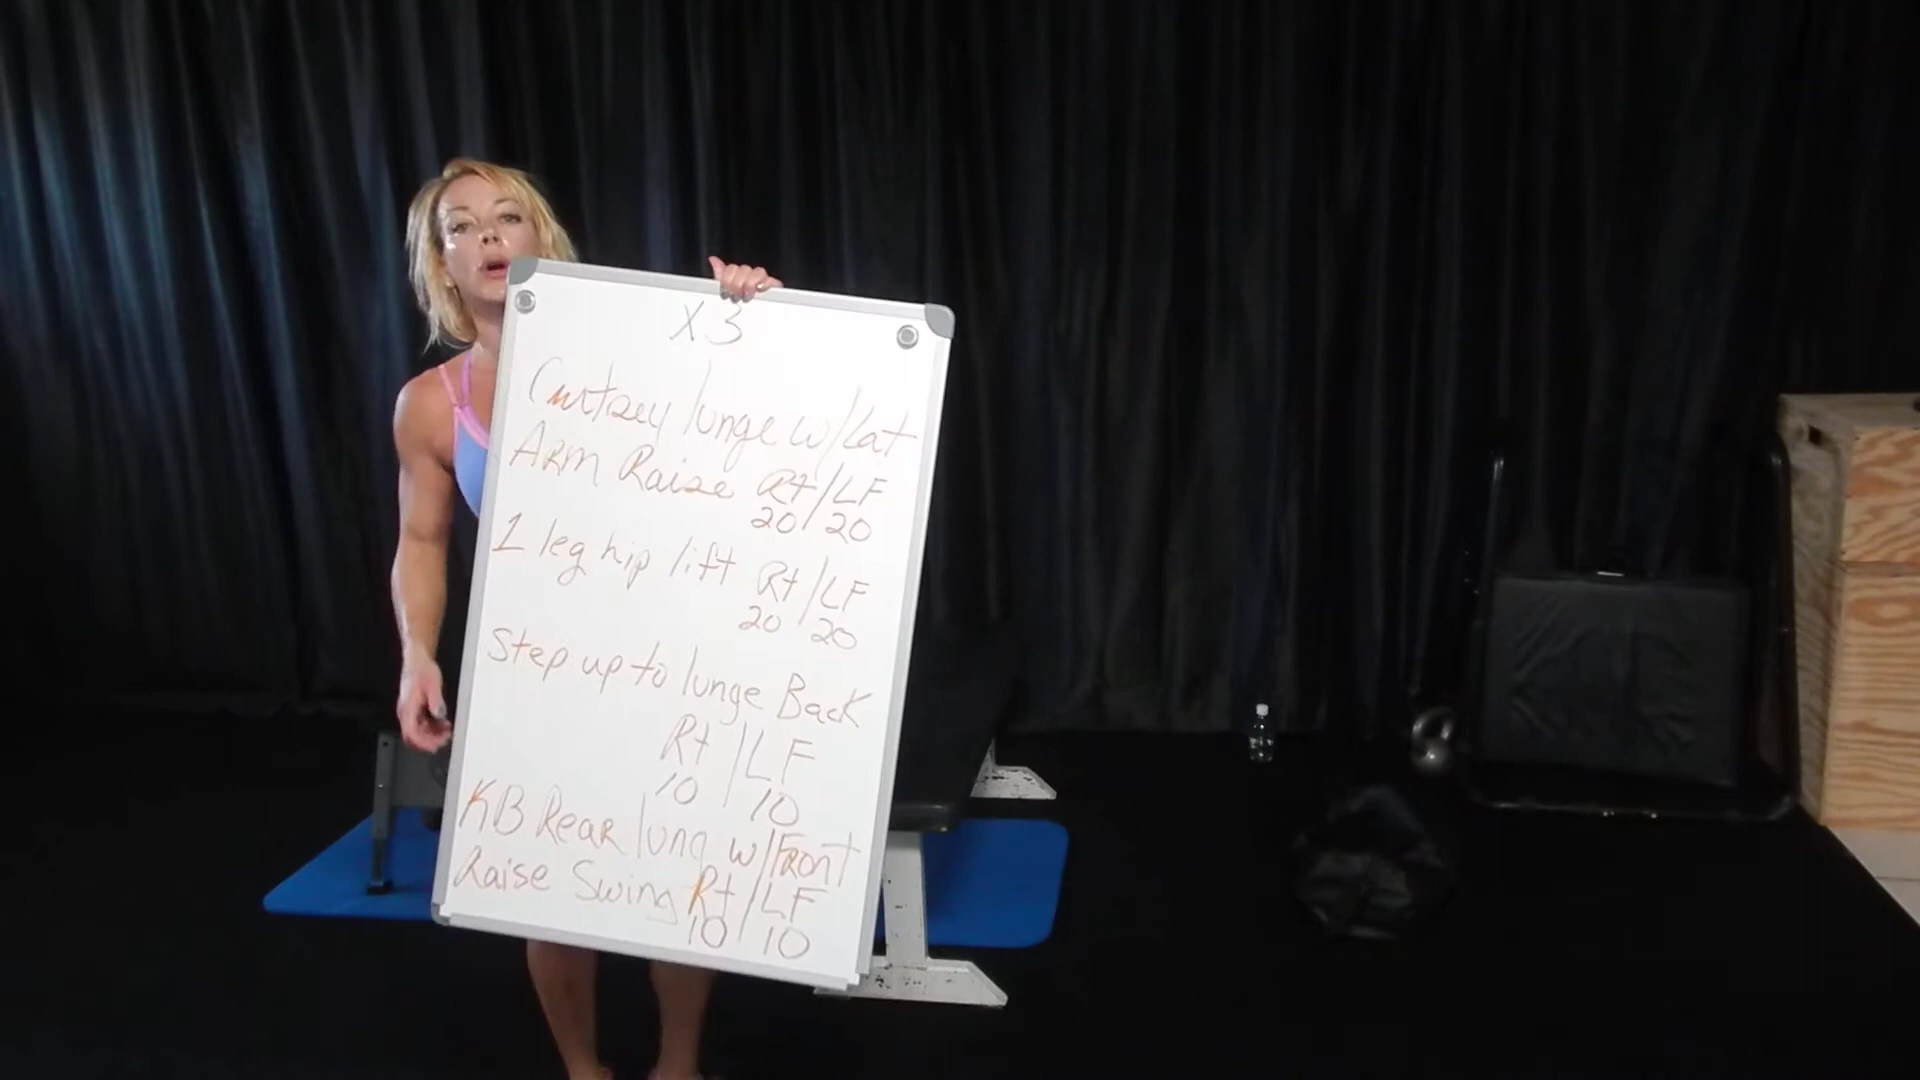 X3
Curtsey lunge w/Lat
Arm Raise Rt/LF
20/20
1 leg hip lift Rt/LF
20 20
Step up to lunge Back
Rt/LF
10 10
KB Rear lung w/Front
Raise Swing Rt/LF
10 10